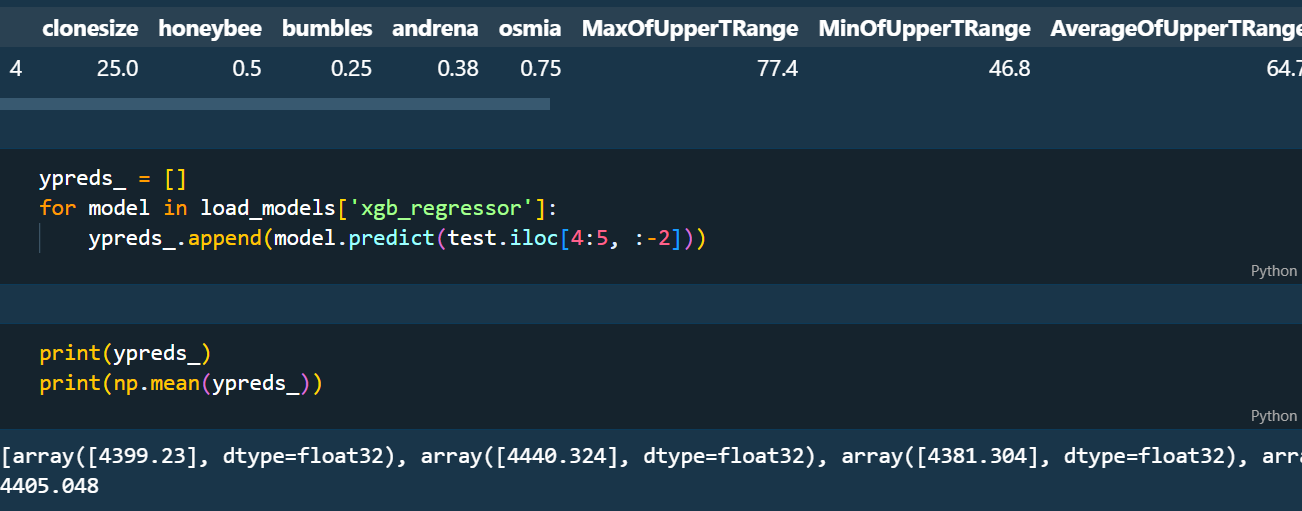 clonesize honeybee bumbles andrena osmia MaxOfUpperTRange MinOfUpperTRange AverageOfUpperTRange
4 25.0 0.5 0.25 0.38 0.75 77.4 46.8 64.7
ypreds_ = []
for model in load_models['xgb_regressor']:
    ypreds_.append(model.predict(test.iloc[4:5, :-2]))
Python
print(ypreds_)
print(np.mean(ypreds_))
Python
[array([4399.23], dtype=float32), array([4440.324], dtype=float32), array([4381.304], dtype=float32), arra
4405.048